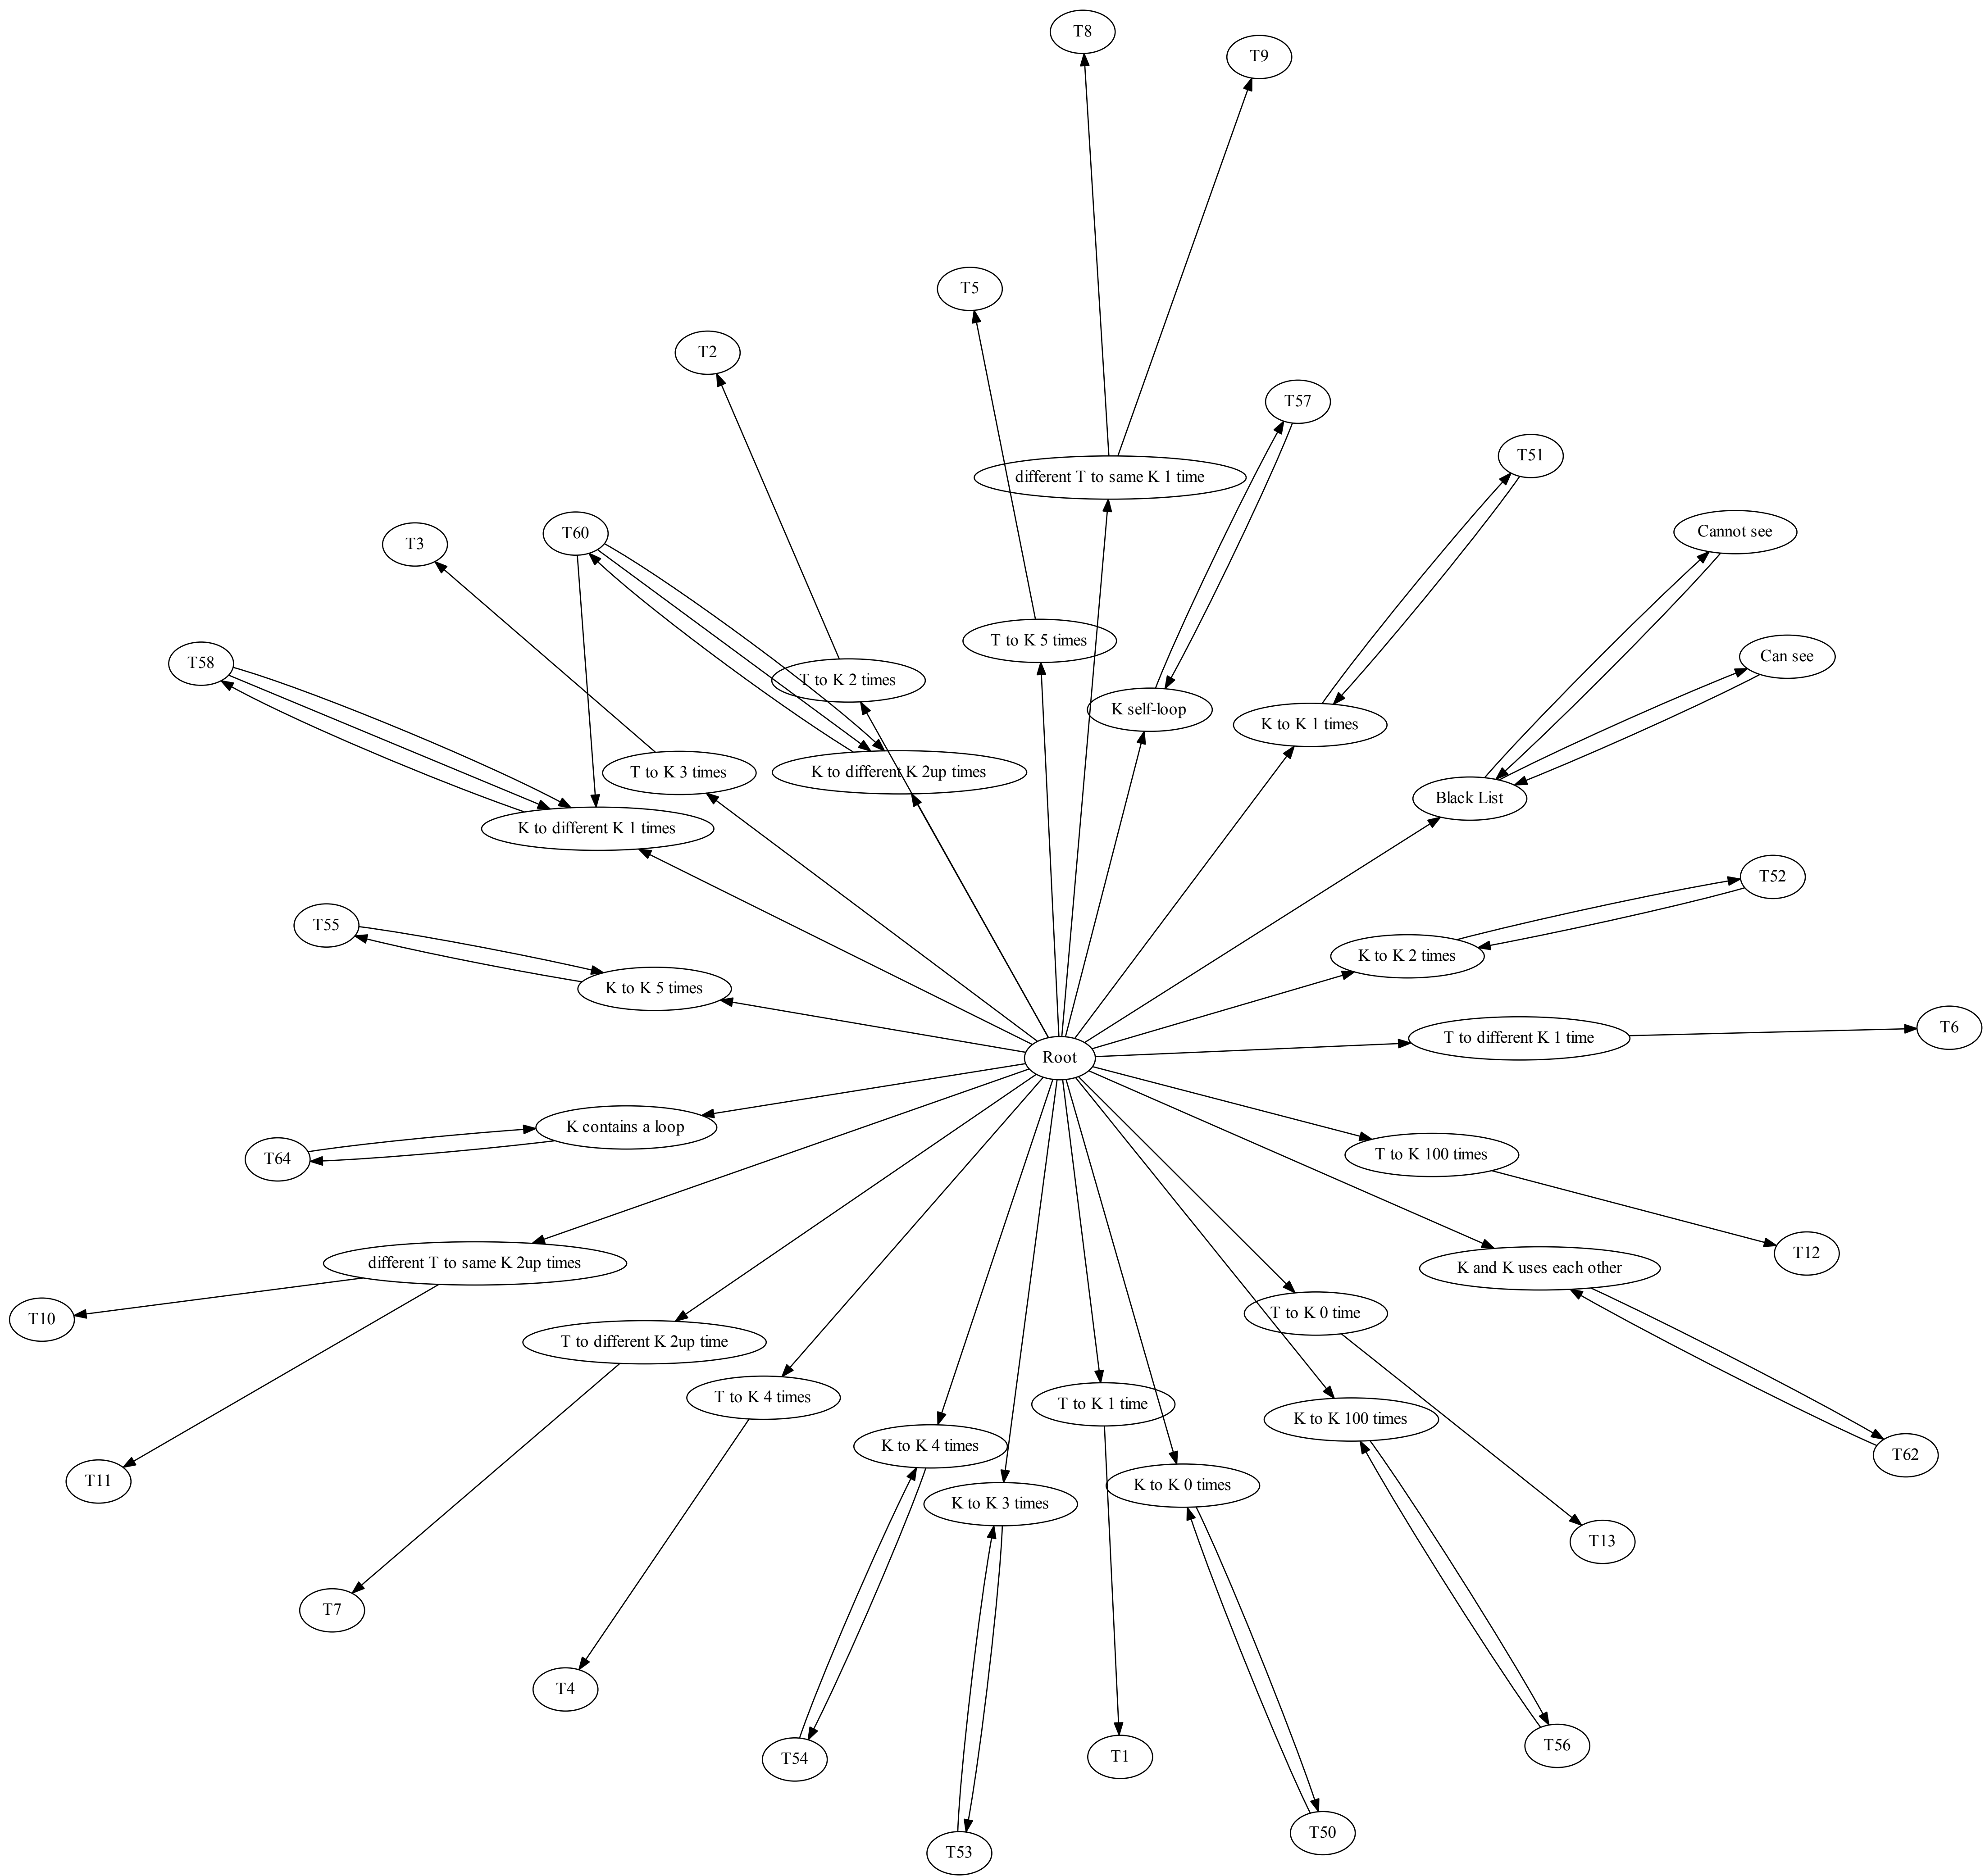 T8
T9
T5
T2
T57
T51
different T to same K 1 time
Cannot see
T60
T3
T to K 5 times
Can see
T58
T to K 2 times
K self-loop
K to K 1 times
T to K 3 times
K to different K 2up times
Black List
K to different K 1 times
T52
T55
K to K 2 times
K to K 5 times
T6
T to different K 1 time
Root
K contains a loop
T64
T to K 100 times
T12
different T to same K 2up times
K and K uses each other
T10
T to K 0 time
T to different K 2up time
T to K 4 times
T to K 1 time
K to K 100 times
K to K 4 times
T62
T11
K to K 0 times
K to K 3 times
T13
T7
T4
T56
T1
T54
T50
T53